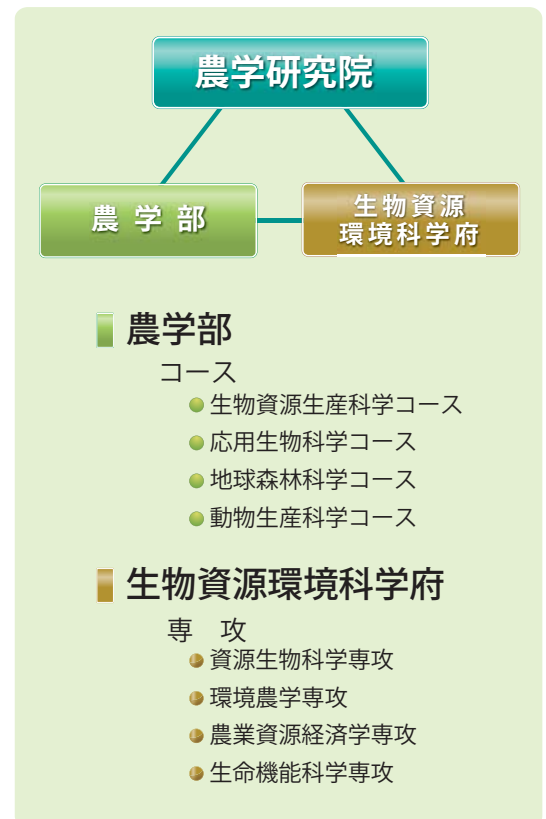 農学研究院
農 学 部
生物資源
環境科学府
農学部
コース
生物資源生産科学コース
応用生物科学コース
地球森林科学コース
動物生産科学コース
生物資源環境科学府
専　攻
資源生物科学専攻
環境農学専攻
農業資源経済学専攻
生命機能科学専攻